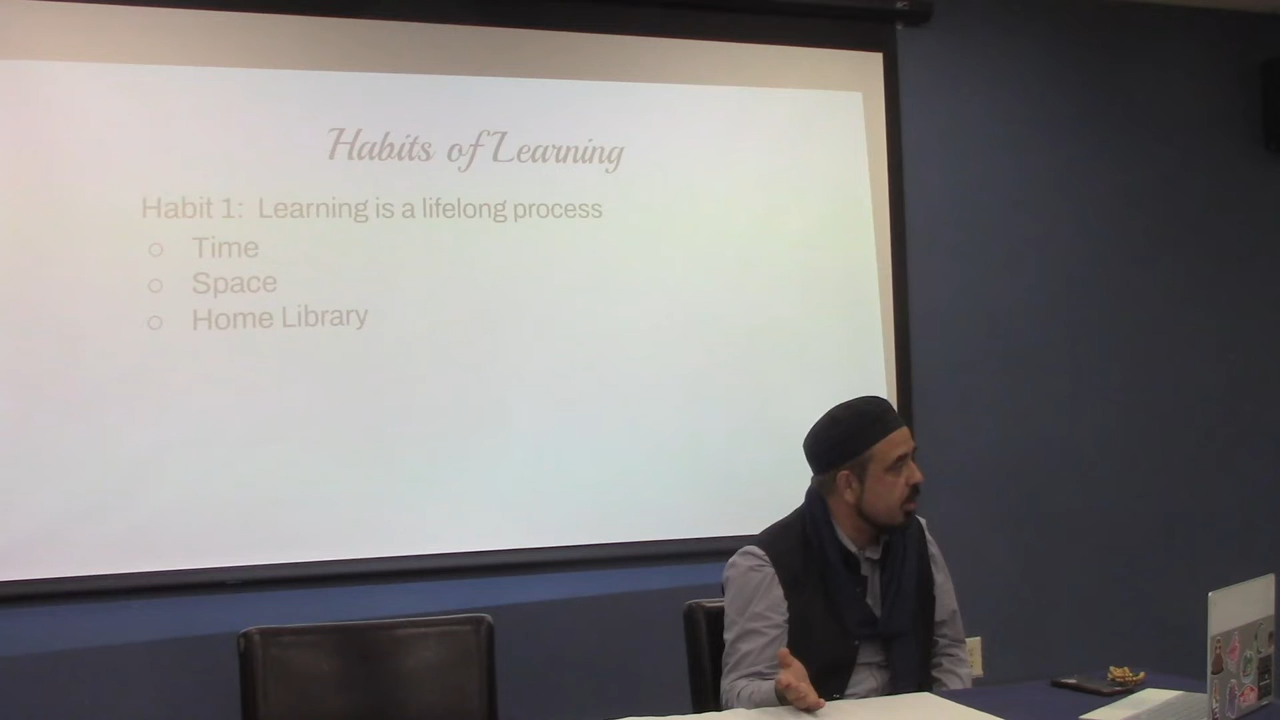 Habits of Learning
Habit 1: Learning is a lifelong process
○ Time
○ Space
○ Home Library